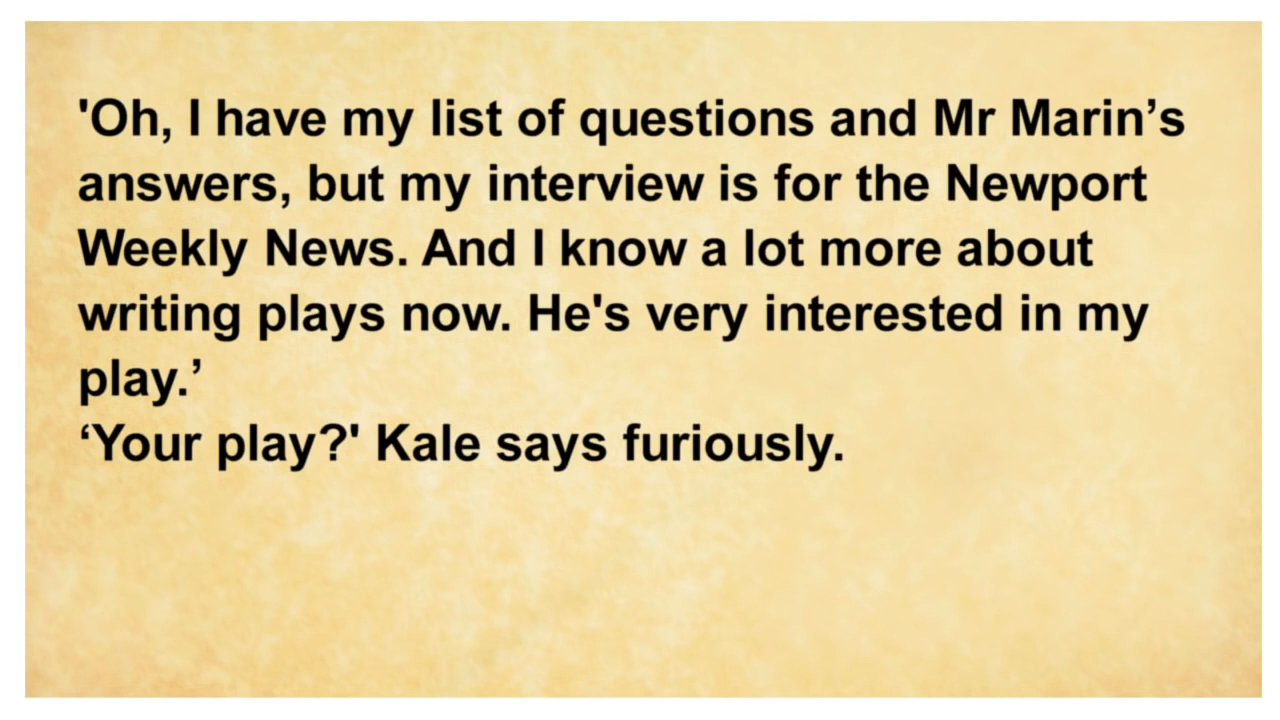 'Oh, I have my list of questions and Mr Marin’s
answers, but my interview is for the Newport
Weekly News. And I know a lot more about
writing plays now. He's very interested in my
play.’
‘Your play?' Kale says furiously.